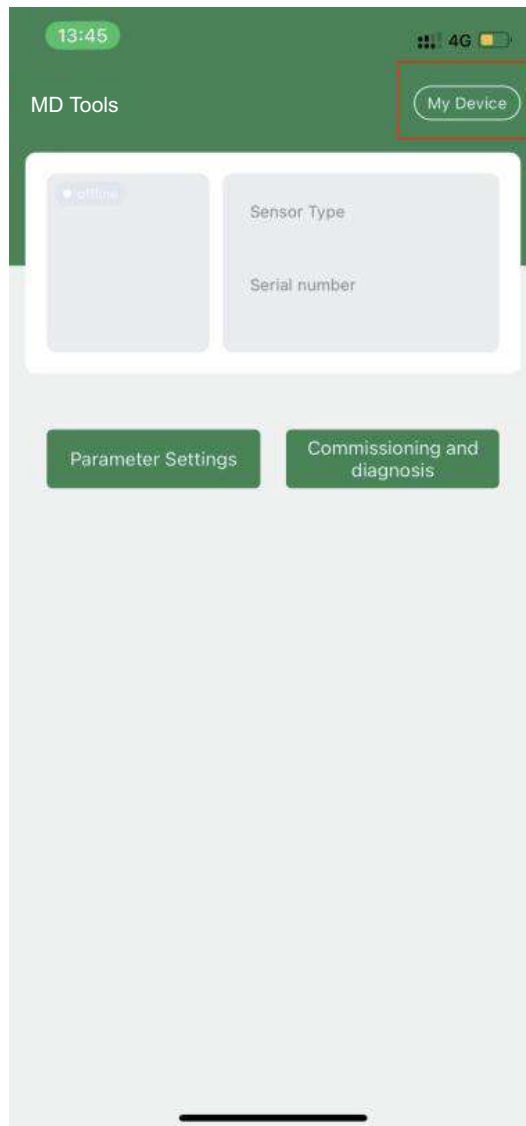 13:45
4G
MD Tools
My Device
offline
Sensor Type
Serial number
Parameter Settings
Commissioning and
diagnosis